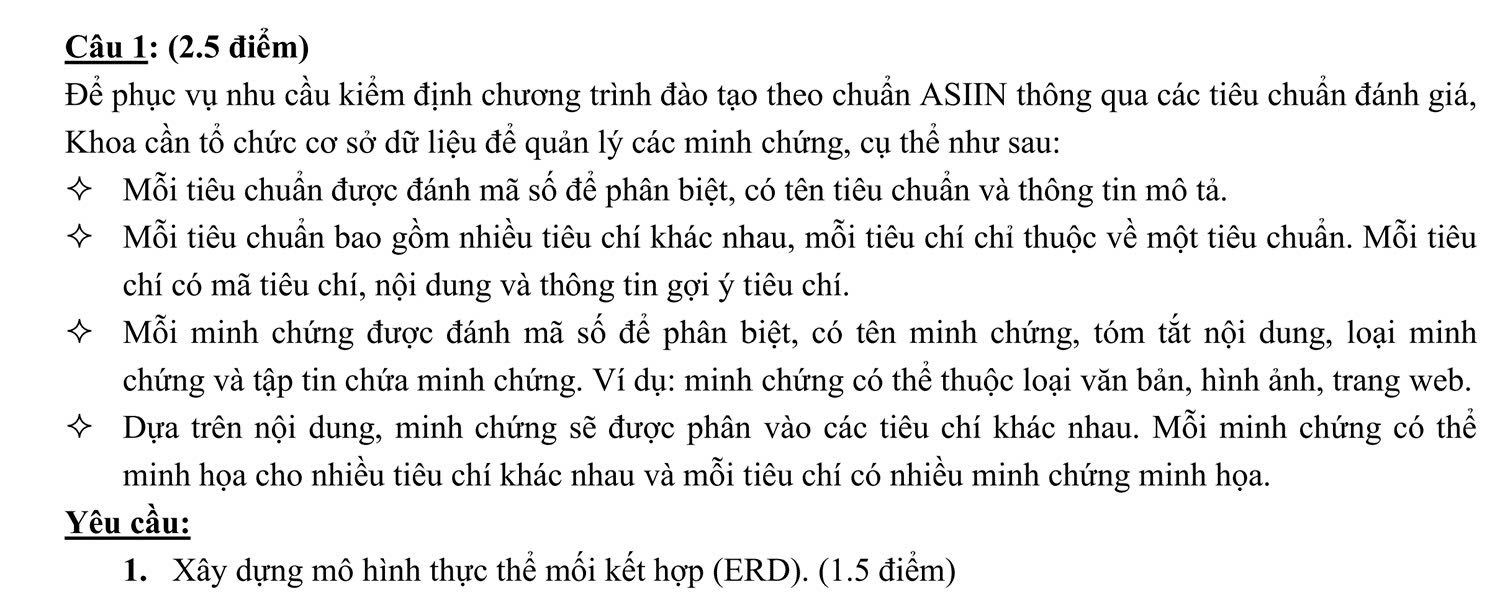 Câu 1: (2.5 điểm)
Để phục vụ nhu cầu kiểm định chương trình đào tạo theo chuẩn ASIIN thông qua các tiêu chuẩn đánh giá,
Khoa cần tổ chức cơ sở dữ liệu để quản lý các minh chứng, cụ thể như sau:
✧ Mỗi tiêu chuẩn được đánh mã số để phân biệt, có tên tiêu chuẩn và thông tin mô tả.
✧ Mỗi tiêu chuẩn bao gồm nhiều tiêu chí khác nhau, mỗi tiêu chí chỉ thuộc về một tiêu chuẩn. Mỗi tiêu
chí có mã tiêu chí, nội dung và thông tin gợi ý tiêu chí.
✧ Mỗi minh chứng được đánh mã số để phân biệt, có tên minh chứng, tóm tắt nội dung, loại minh
chứng và tập tin chứa minh chứng. Ví dụ: minh chứng có thể thuộc loại văn bản, hình ảnh, trang web.
✧ Dựa trên nội dung, minh chứng sẽ được phân vào các tiêu chí khác nhau. Mỗi minh chứng có thể
minh họa cho nhiều tiêu chí khác nhau và mỗi tiêu chí có nhiều minh chứng minh họa.
Yêu cầu:
1. Xây dựng mô hình thực thể mối kết hợp (ERD). (1.5 điểm)